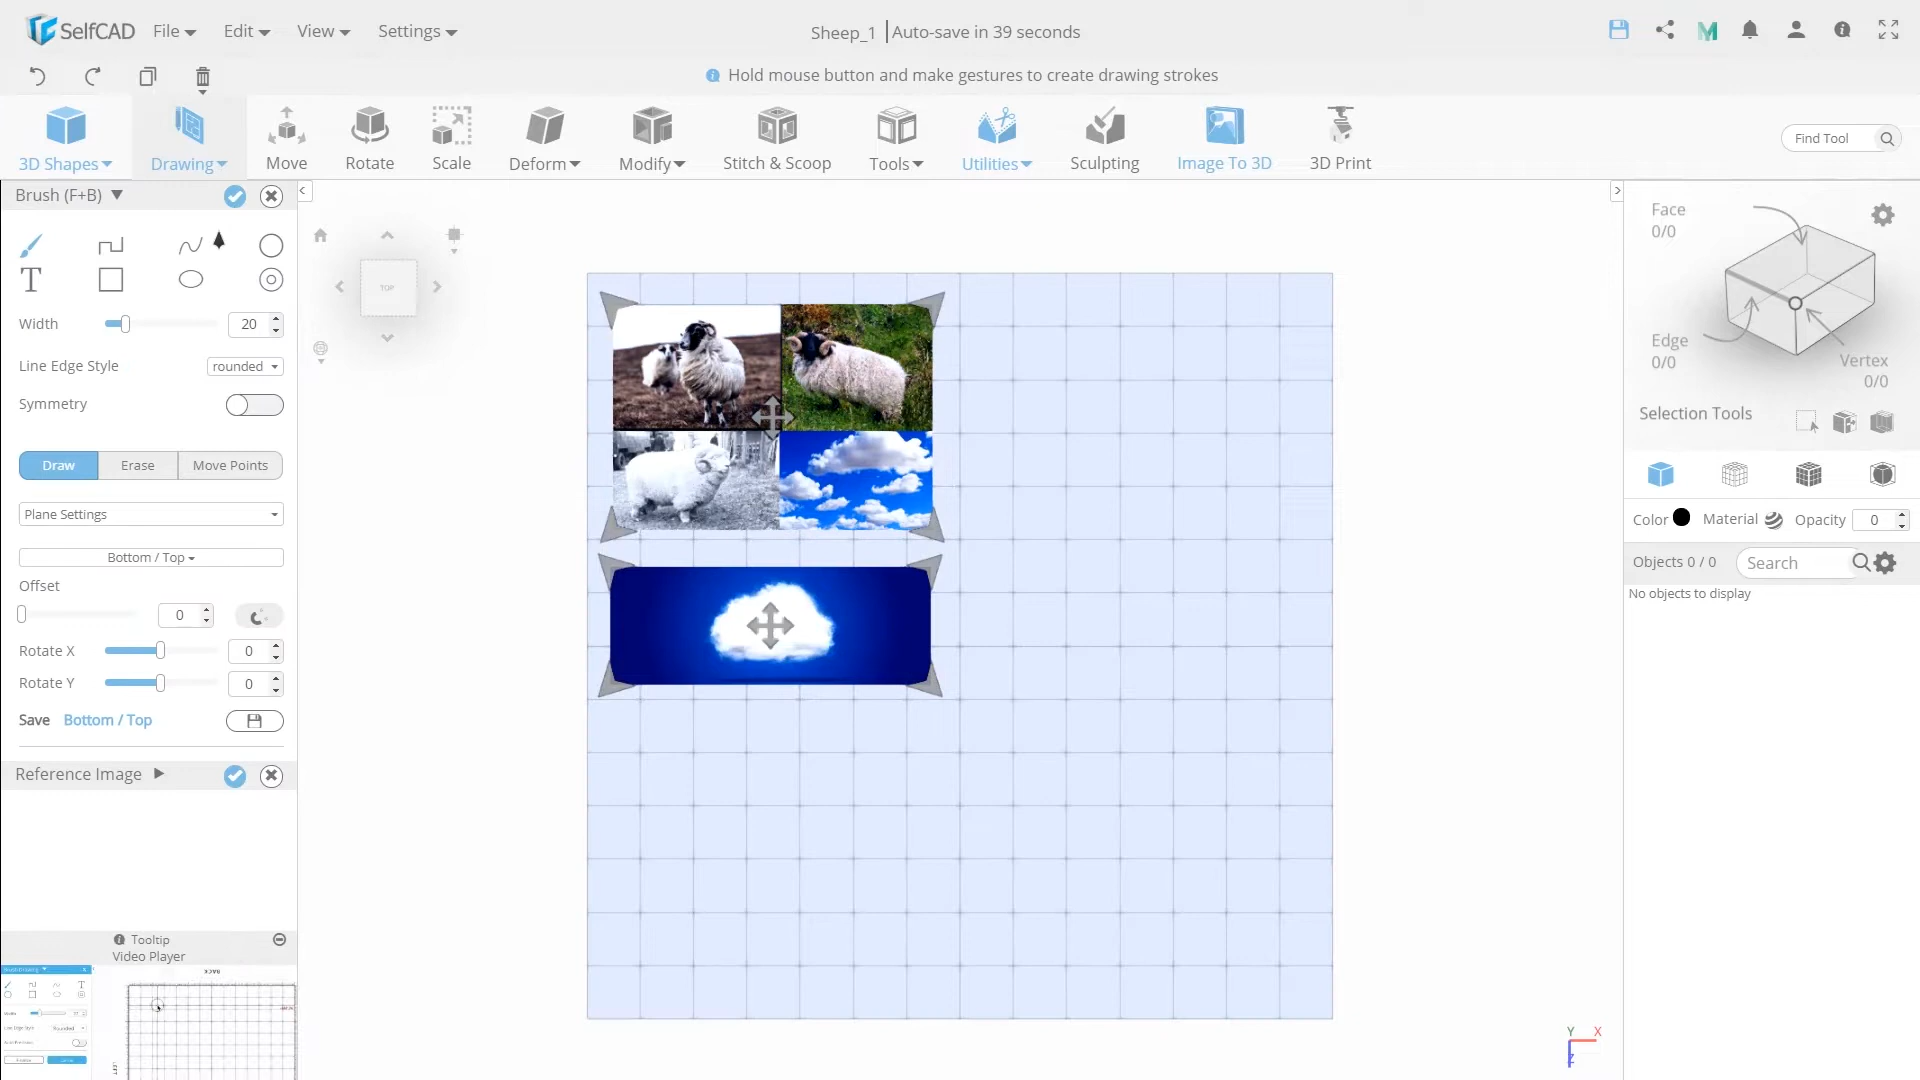 SelfCAD File Edit View Settings Sheep_1 Auto-save in 39 seconds
Hold mouse button and make gestures to create drawing strokes
3D Shapes Drawing Move Rotate Scale Deform Modify Stitch & Scoop Tools Utilities Sculpting Image To 3D 3D Print Find Tool
Brush (F+B)
T
Width 20
Line Edge Style rounded
Symmetry
Draw Erase Move Points
Plane Settings
Bottom / Top
Offset
0
Rotate X 0
Rotate Y 0
Save Bottom / Top
Reference Image
Tooltip
Video Player
BACK
TOP
Face
0/0
Edge
0/0
Vertex
0/0
Selection Tools
Color Material Opacity 0
Objects 0 / 0 Search
No objects to display
Y X
Z